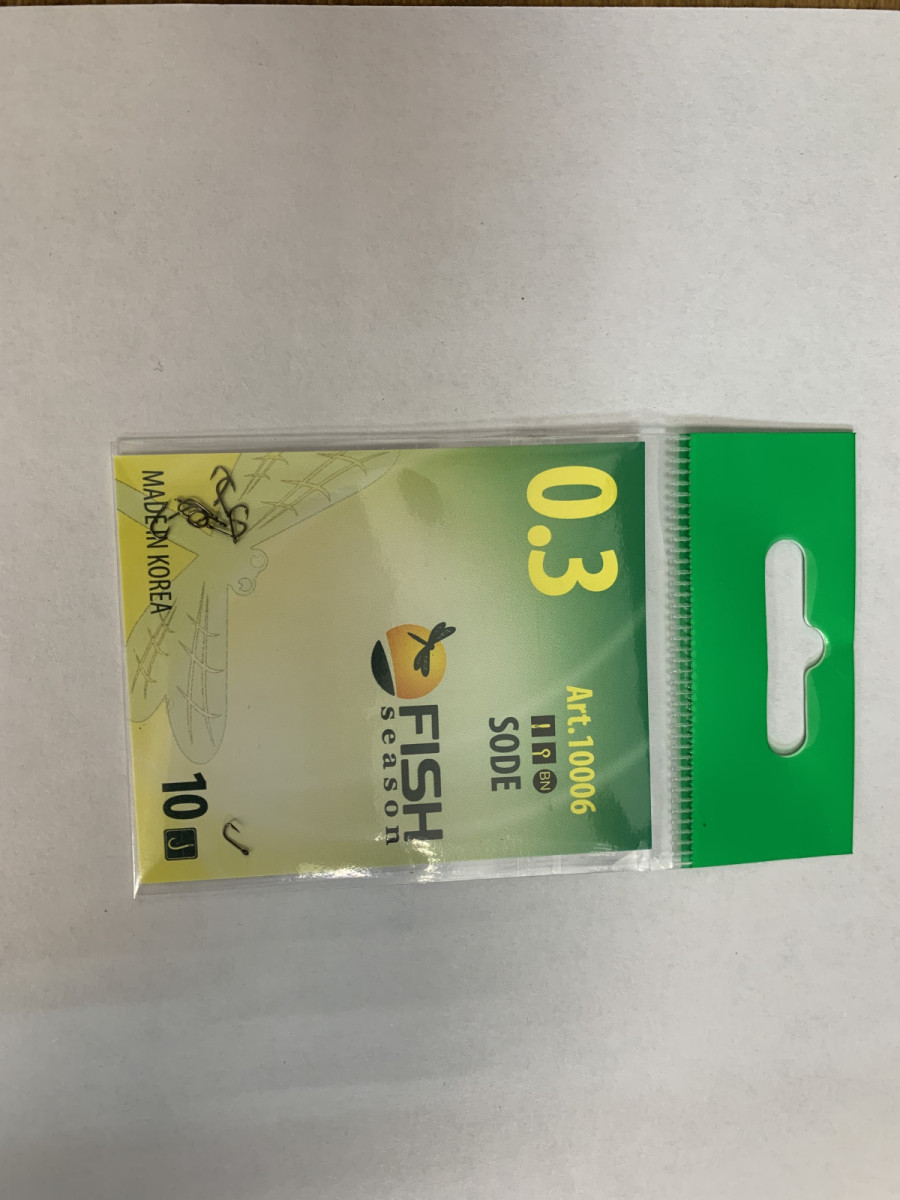 0.3
Art.10006
BN
SODE
FISH
season
MADE IN KOREA
10